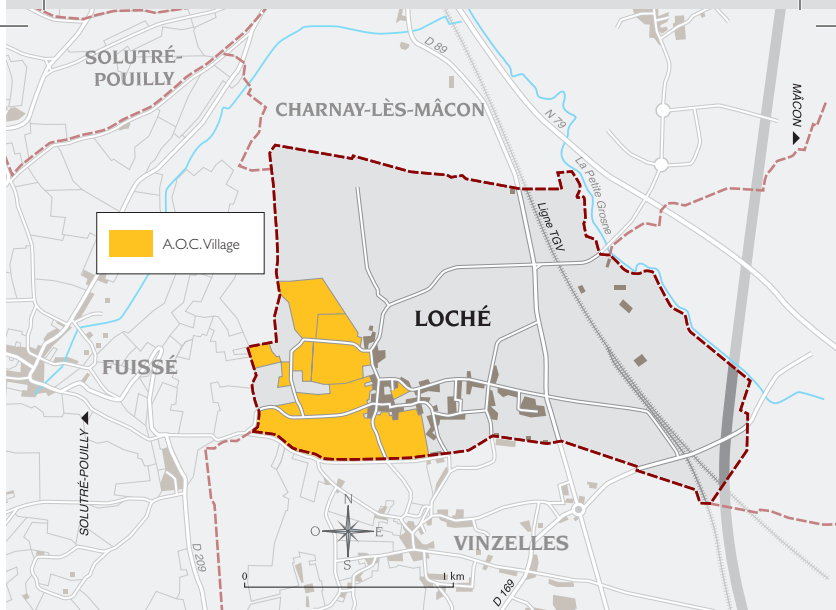 SOLUTRÉ-
POUILLY
D 89
CHARNAY-LÈS-MÂCON
N 79
MÂCON
La Petite Grosne
Ligne TGV
A.O.C. Village
LOCHÉ
FUISSÉ
SOLUTRÉ-POUILLY
N
O
E
S
VINZELLES
D 209
0
1 km
D 169